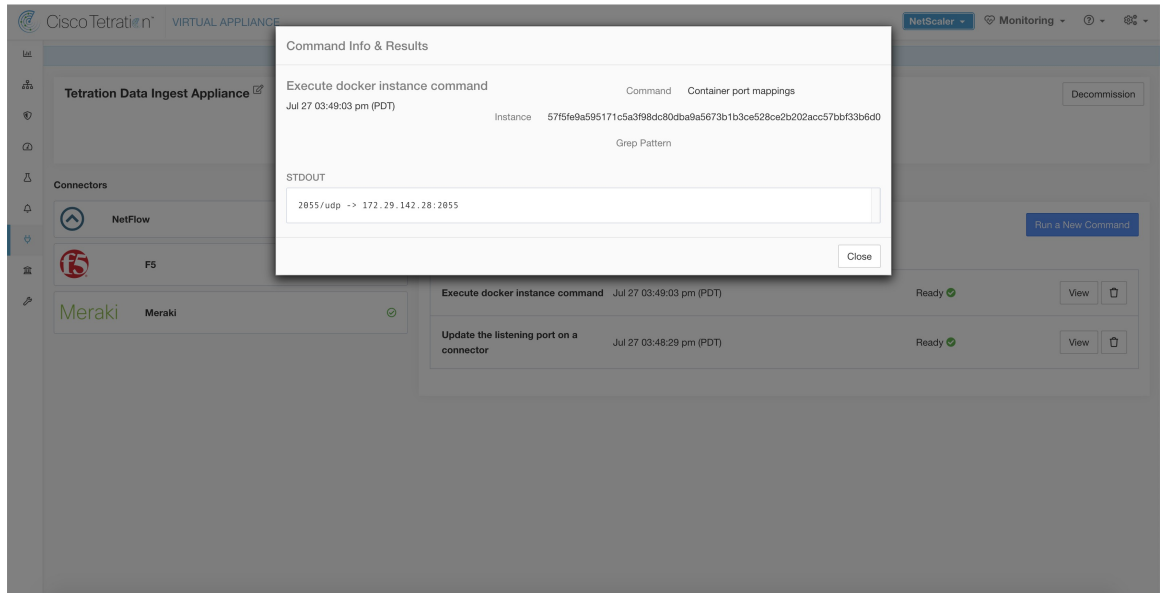 Cisco Tetration™ VIRTUAL APPLIANCE NetScaler Monitoring
Command Info & Results
Tetration Data Ingest Appliance
Decommission
Execute docker instance command
Jul 27 03:49:03 pm (PDT)
Command Container port mappings
Instance 57f5fe9a595171c5a3f98dc80dba9a5673b1b3ce528ce2b202acc57bbf33b6d0
Grep Pattern
STDOUT
2055/udp -> 172.29.142.28:2055
Close
Connectors
NetFlow
Run a New Command
f5 F5
Meraki Meraki
Execute docker instance command Jul 27 03:49:03 pm (PDT) Ready View
Update the listening port on a
connector Jul 27 03:48:29 pm (PDT) Ready View